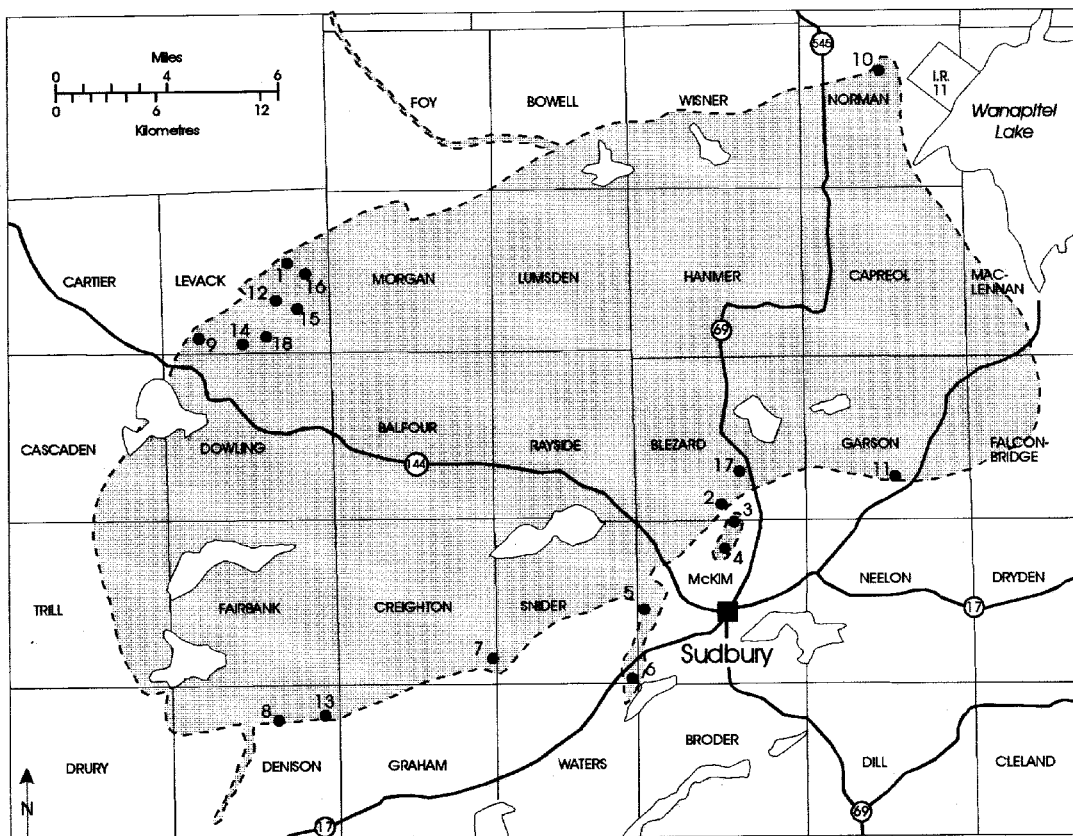 Miles
0 4 6
0 12
Kilometres
545
10
I.R.
11
FOY
BOWELL
WISNER
NORMAN
Wanapitei
Lake
1
16
CARTIER
LEVACK
MORGAN
LUMSDEN
HANMER
CAPREOL
MAC-
LENNAN
12
15
69
9
14
18
CASCADEN
DOWLING
BALFOUR
RAYSIDE
BLEZARD
GARSON
FALCON-
BRIDGE
144
17
11
2
3
4
McKIM
NEELON
DRYDEN
TRILL
FAIRBANK
CREIGHTON
SNIDER
5
17
7
Sudbury
6
8
13
DRURY
DENISON
GRAHAM
WATERS
BRODER
DILL
CLELAND
N
17
69